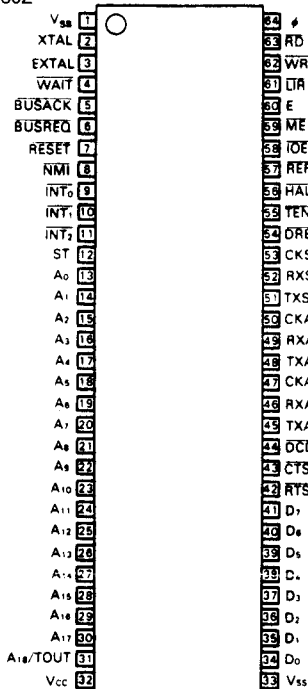 Vss 1
XTAL 2
EXTAL 3
WAIT 4
BUSACK 5
BUSREQ 6
RESET 7
NMI 8
INT₀ 9
INT₁ 10
INT₂ 11
ST 12
A₀ 13
A₁ 14
A₂ 15
A₃ 16
A₄ 17
A₅ 18
A₆ 19
A₇ 20
A₈ 21
A₉ 22
A₁₀ 23
A₁₁ 24
A₁₂ 25
A₁₃ 26
A₁₄ 27
A₁₅ 28
A₁₆ 29
A₁₇ 30
A₁₈/TOUT 31
Vcc 32
64 ϕ
63 RD
62 WR
61 LIR
60 E
59 ME
58 IOE
57 REF
56 HAL
55 TEN
54 DRE
53 CKS
52 RXS
51 TXS
50 CKA
49 RXA
48 TXA
47 CKA
46 RXA
45 TXA
44 DCD
43 CTS
42 RTS
41 D₇
40 D₆
39 D₅
38 D₄
37 D₃
36 D₂
35 D₁
34 D₀
33 Vss